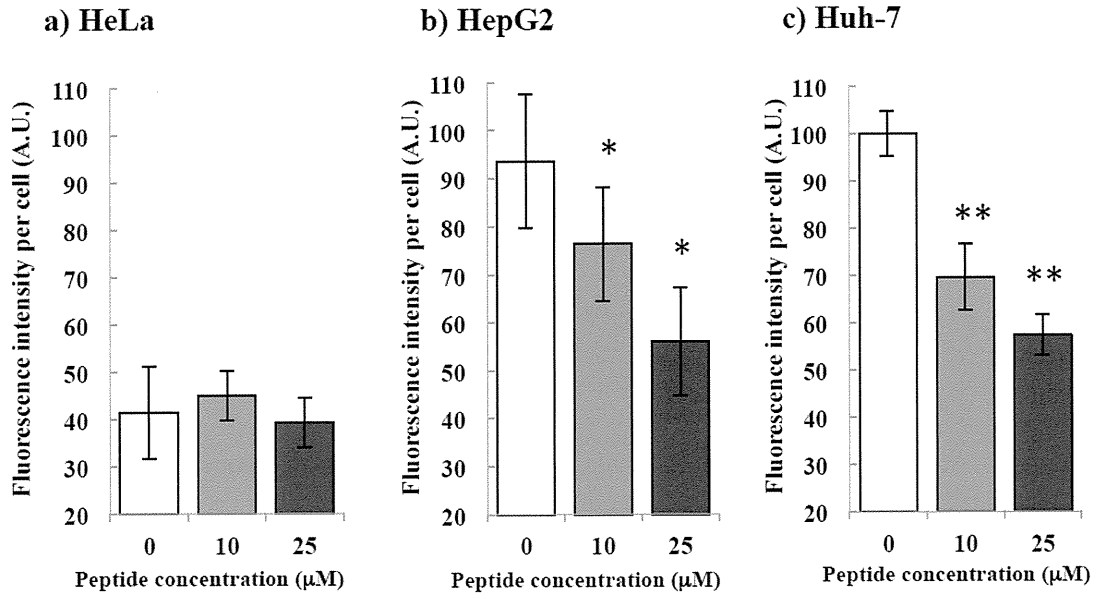 a) HeLa
Fluorescence intensity per cell (A.U.)
110
100
90
80
70
60
50
40
30
20
0 10 25
Peptide concentration (μM)
b) HepG2
Fluorescence intensity per cell (A.U.)
110
100
90
80
70
60
50
40
30
20
*
*
0 10 25
Peptide concentration (μM)
c) Huh-7
Fluorescence intensity per cell (A.U.)
110
100
90
80
70
60
50
40
30
20
**
**
0 10 25
Peptide concentration (μM)